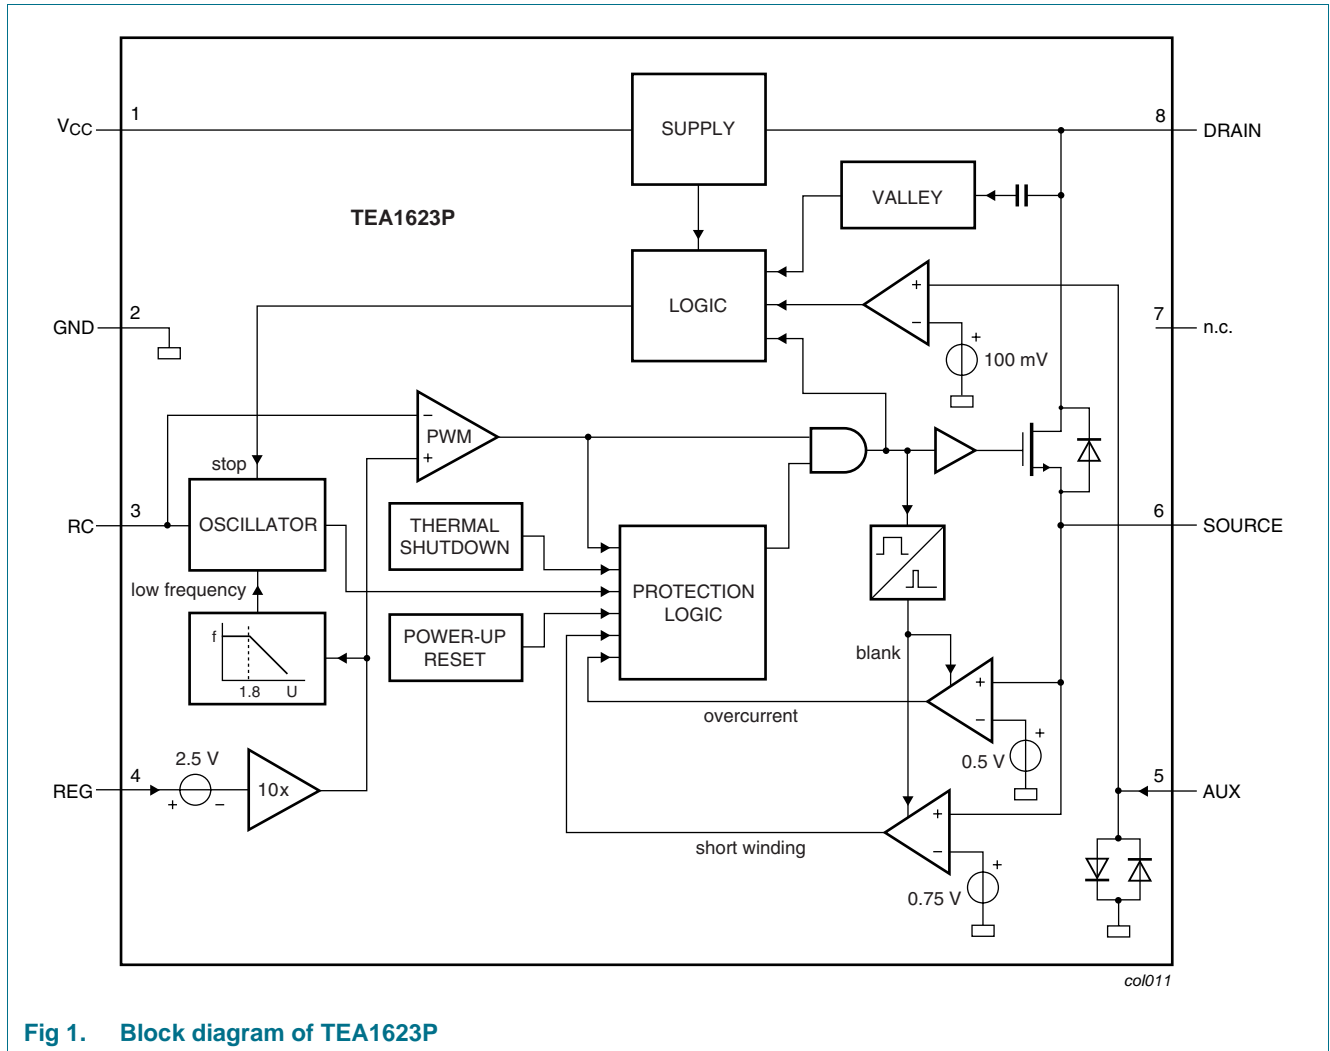 1
VCC
SUPPLY
8
DRAIN
VALLEY
TEA1623P
2
GND
LOGIC
+
−
+
100 mV
7
n.c.
−
PWM
+
stop
3
RC
OSCILLATOR
THERMAL
SHUTDOWN
6
SOURCE
low frequency
PROTECTION
LOGIC
f
1.8
U
POWER-UP
RESET
blank
+
−
overcurrent
+
0.5 V
2.5 V
4
REG
+
−
10x
5
AUX
+
−
short winding
+
0.75 V
col011
Fig 1. Block diagram of TEA1623P